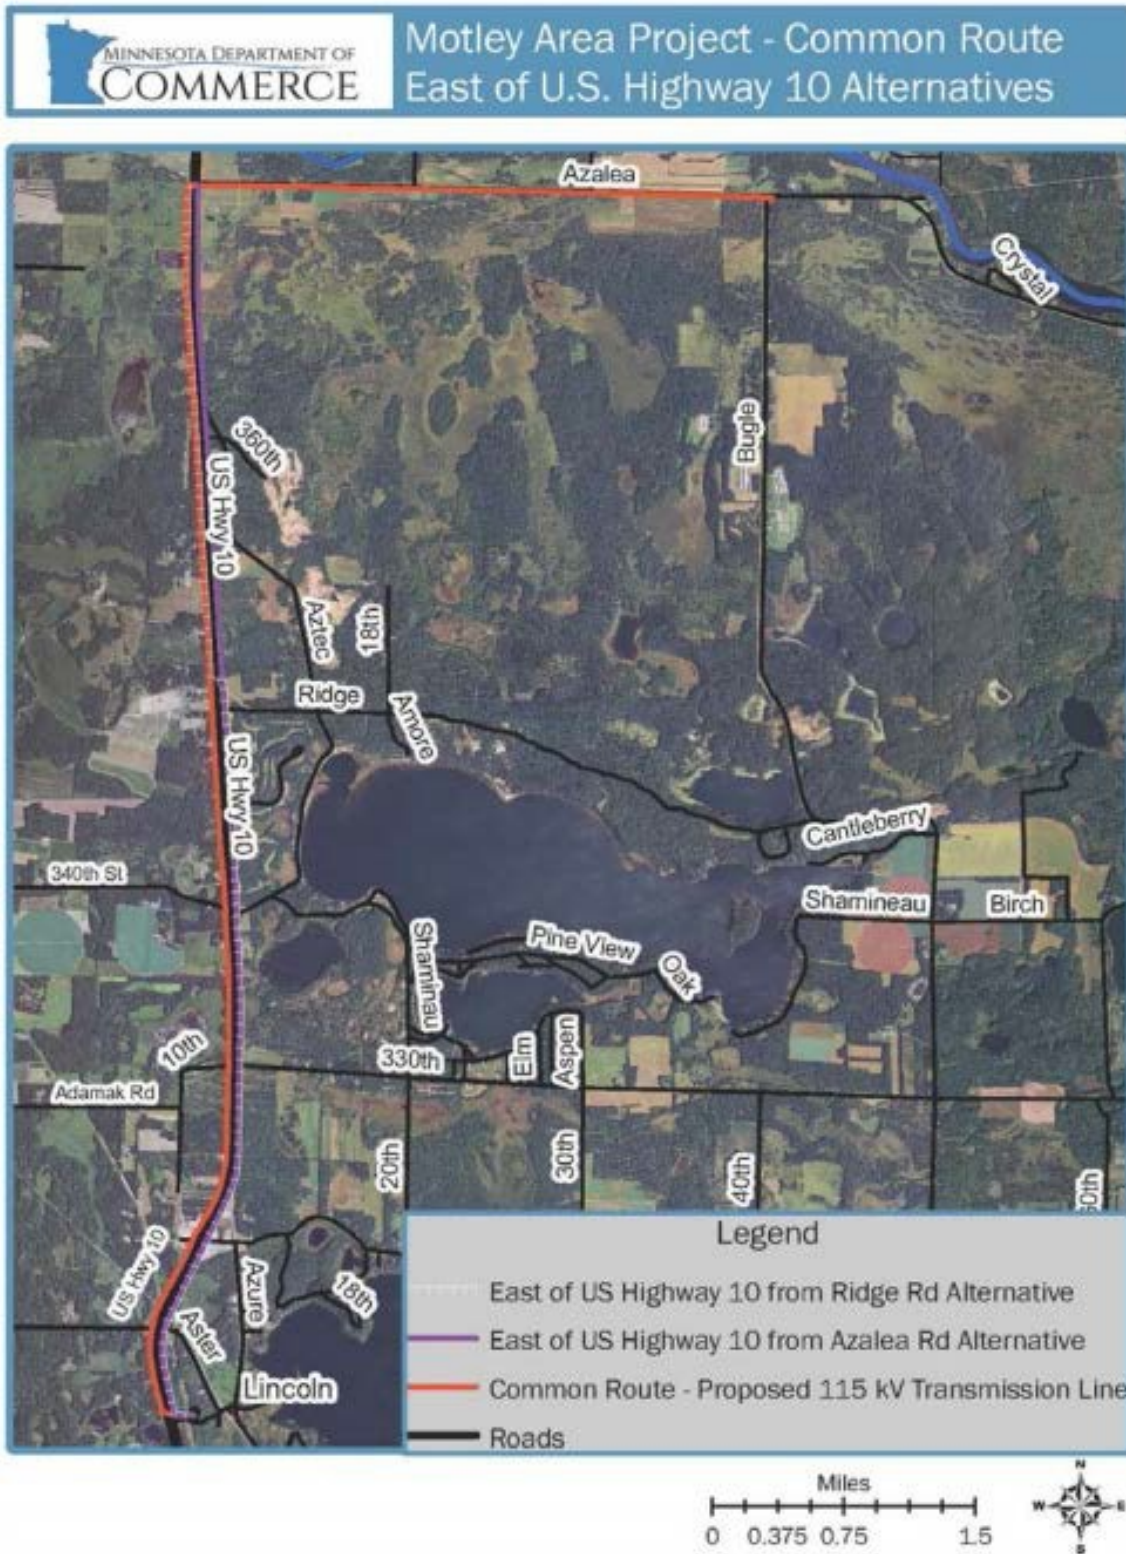 MINNESOTA DEPARTMENT OF
COMMERCE
Motley Area Project - Common Route
East of U.S. Highway 10 Alternatives
Azalea
Crystal
Bugle
360th
US Hwy 10
Aztec
18th
Ridge
Amore
US Hwy 10
Cantleberry
340th St
Shamineau
Birch
Shaminau
Pine View
Oak
10th
330th
Elm
Aspen
Adamak Rd
20th
30th
40th
US Hwy 10
Azure
18th
Aster
Lincoln
Legend
East of US Highway 10 from Ridge Rd Alternative
East of US Highway 10 from Azalea Rd Alternative
Common Route - Proposed 115 kV Transmission Line
Roads
Miles
0 0.375 0.75 1.5
N
W E
S